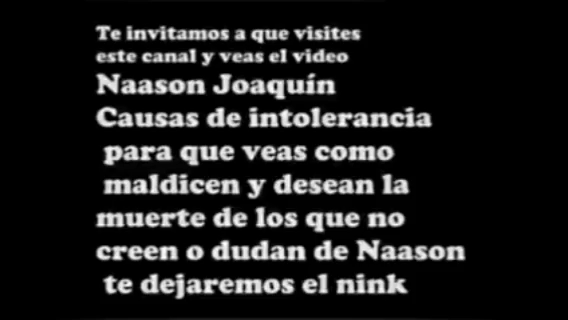 Te invitamos a que visites
este canal y veas el video
Naason Joaquín
Causas de intolerancia
para que veas como
maldicen y desean la
muerte de los que no
creen o dudan de Naason
te dejaremos el nink